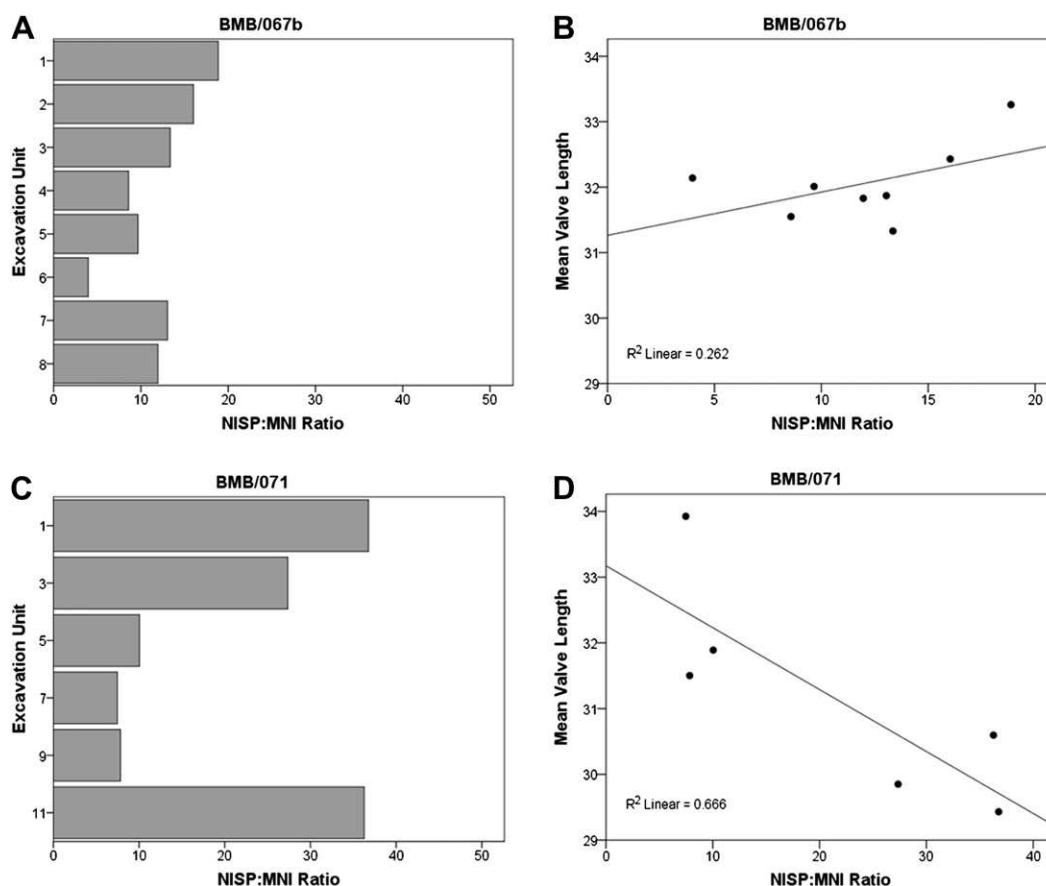 A
BMB/067b
Excavation Unit
1
2
3
4
5
6
7
8
0 10 20 30 40 50
NISP:MNI Ratio
B
BMB/067b
Mean Valve Length
34
33
32
31
30
29
R² Linear = 0.262
0 5 10 15 20
NISP:MNI Ratio
C
BMB/071
Excavation Unit
1
3
5
7
9
11
0 10 20 30 40 50
NISP:MNI Ratio
D
BMB/071
Mean Valve Length
34
33
32
31
30
29
R² Linear = 0.666
0 10 20 30 40
NISP:MNI Ratio